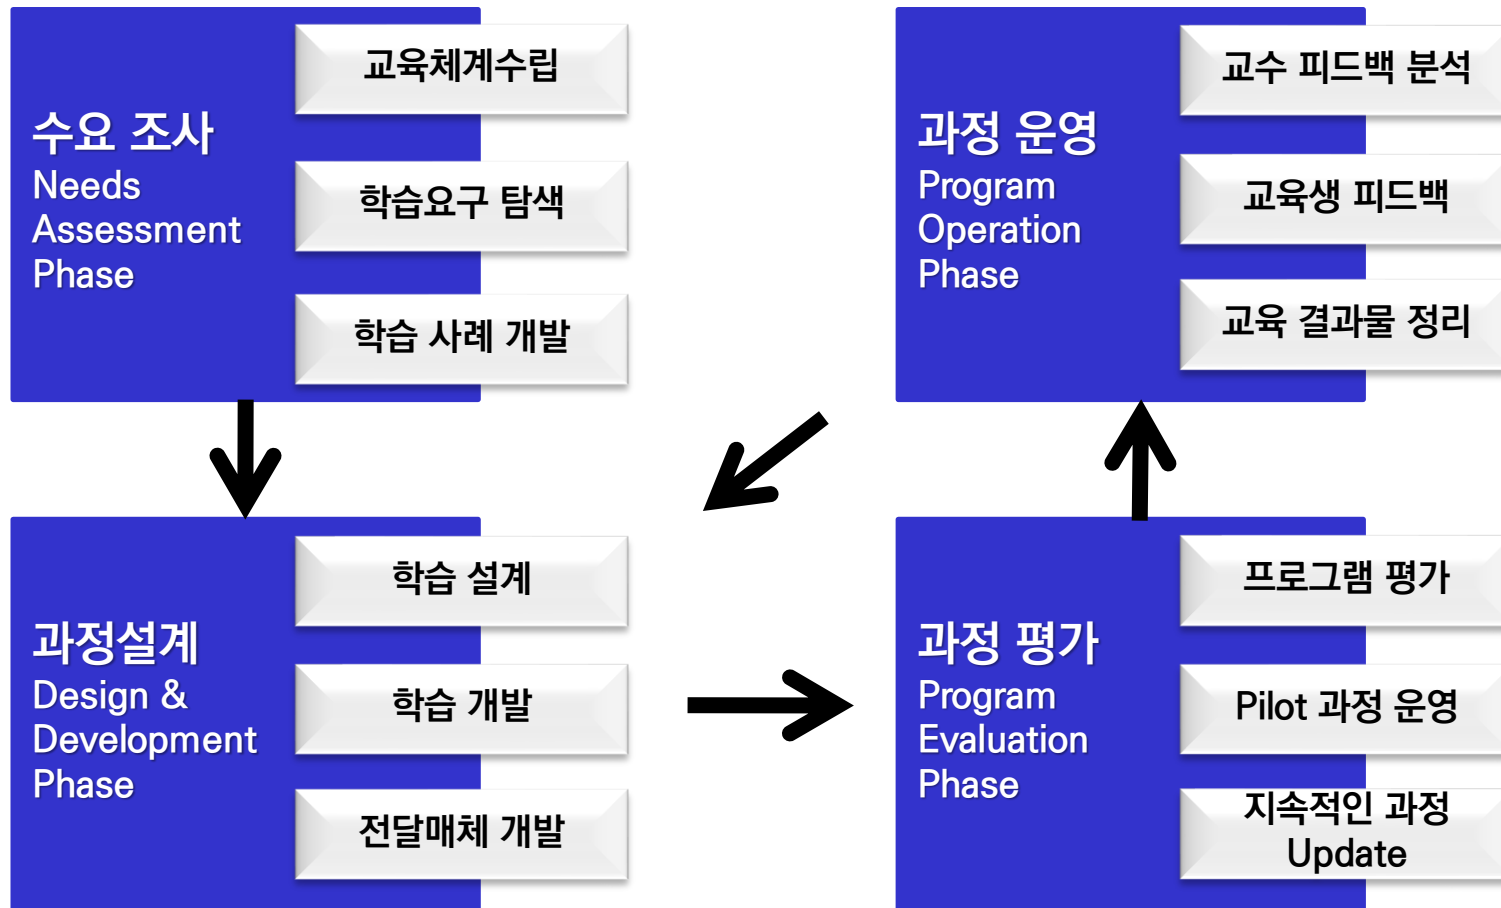 수요 조사
Needs
Assessment
Phase
교육체계수립
학습요구 탐색
학습 사례 개발
과정 운영
Program
Operation
Phase
교수 피드백 분석
교육생 피드백
교육 결과물 정리
과정설계
Design &
Development
Phase
학습 설계
학습 개발
전달매체 개발
과정 평가
Program
Evaluation
Phase
프로그램 평가
Pilot 과정 운영
지속적인 과정
Update